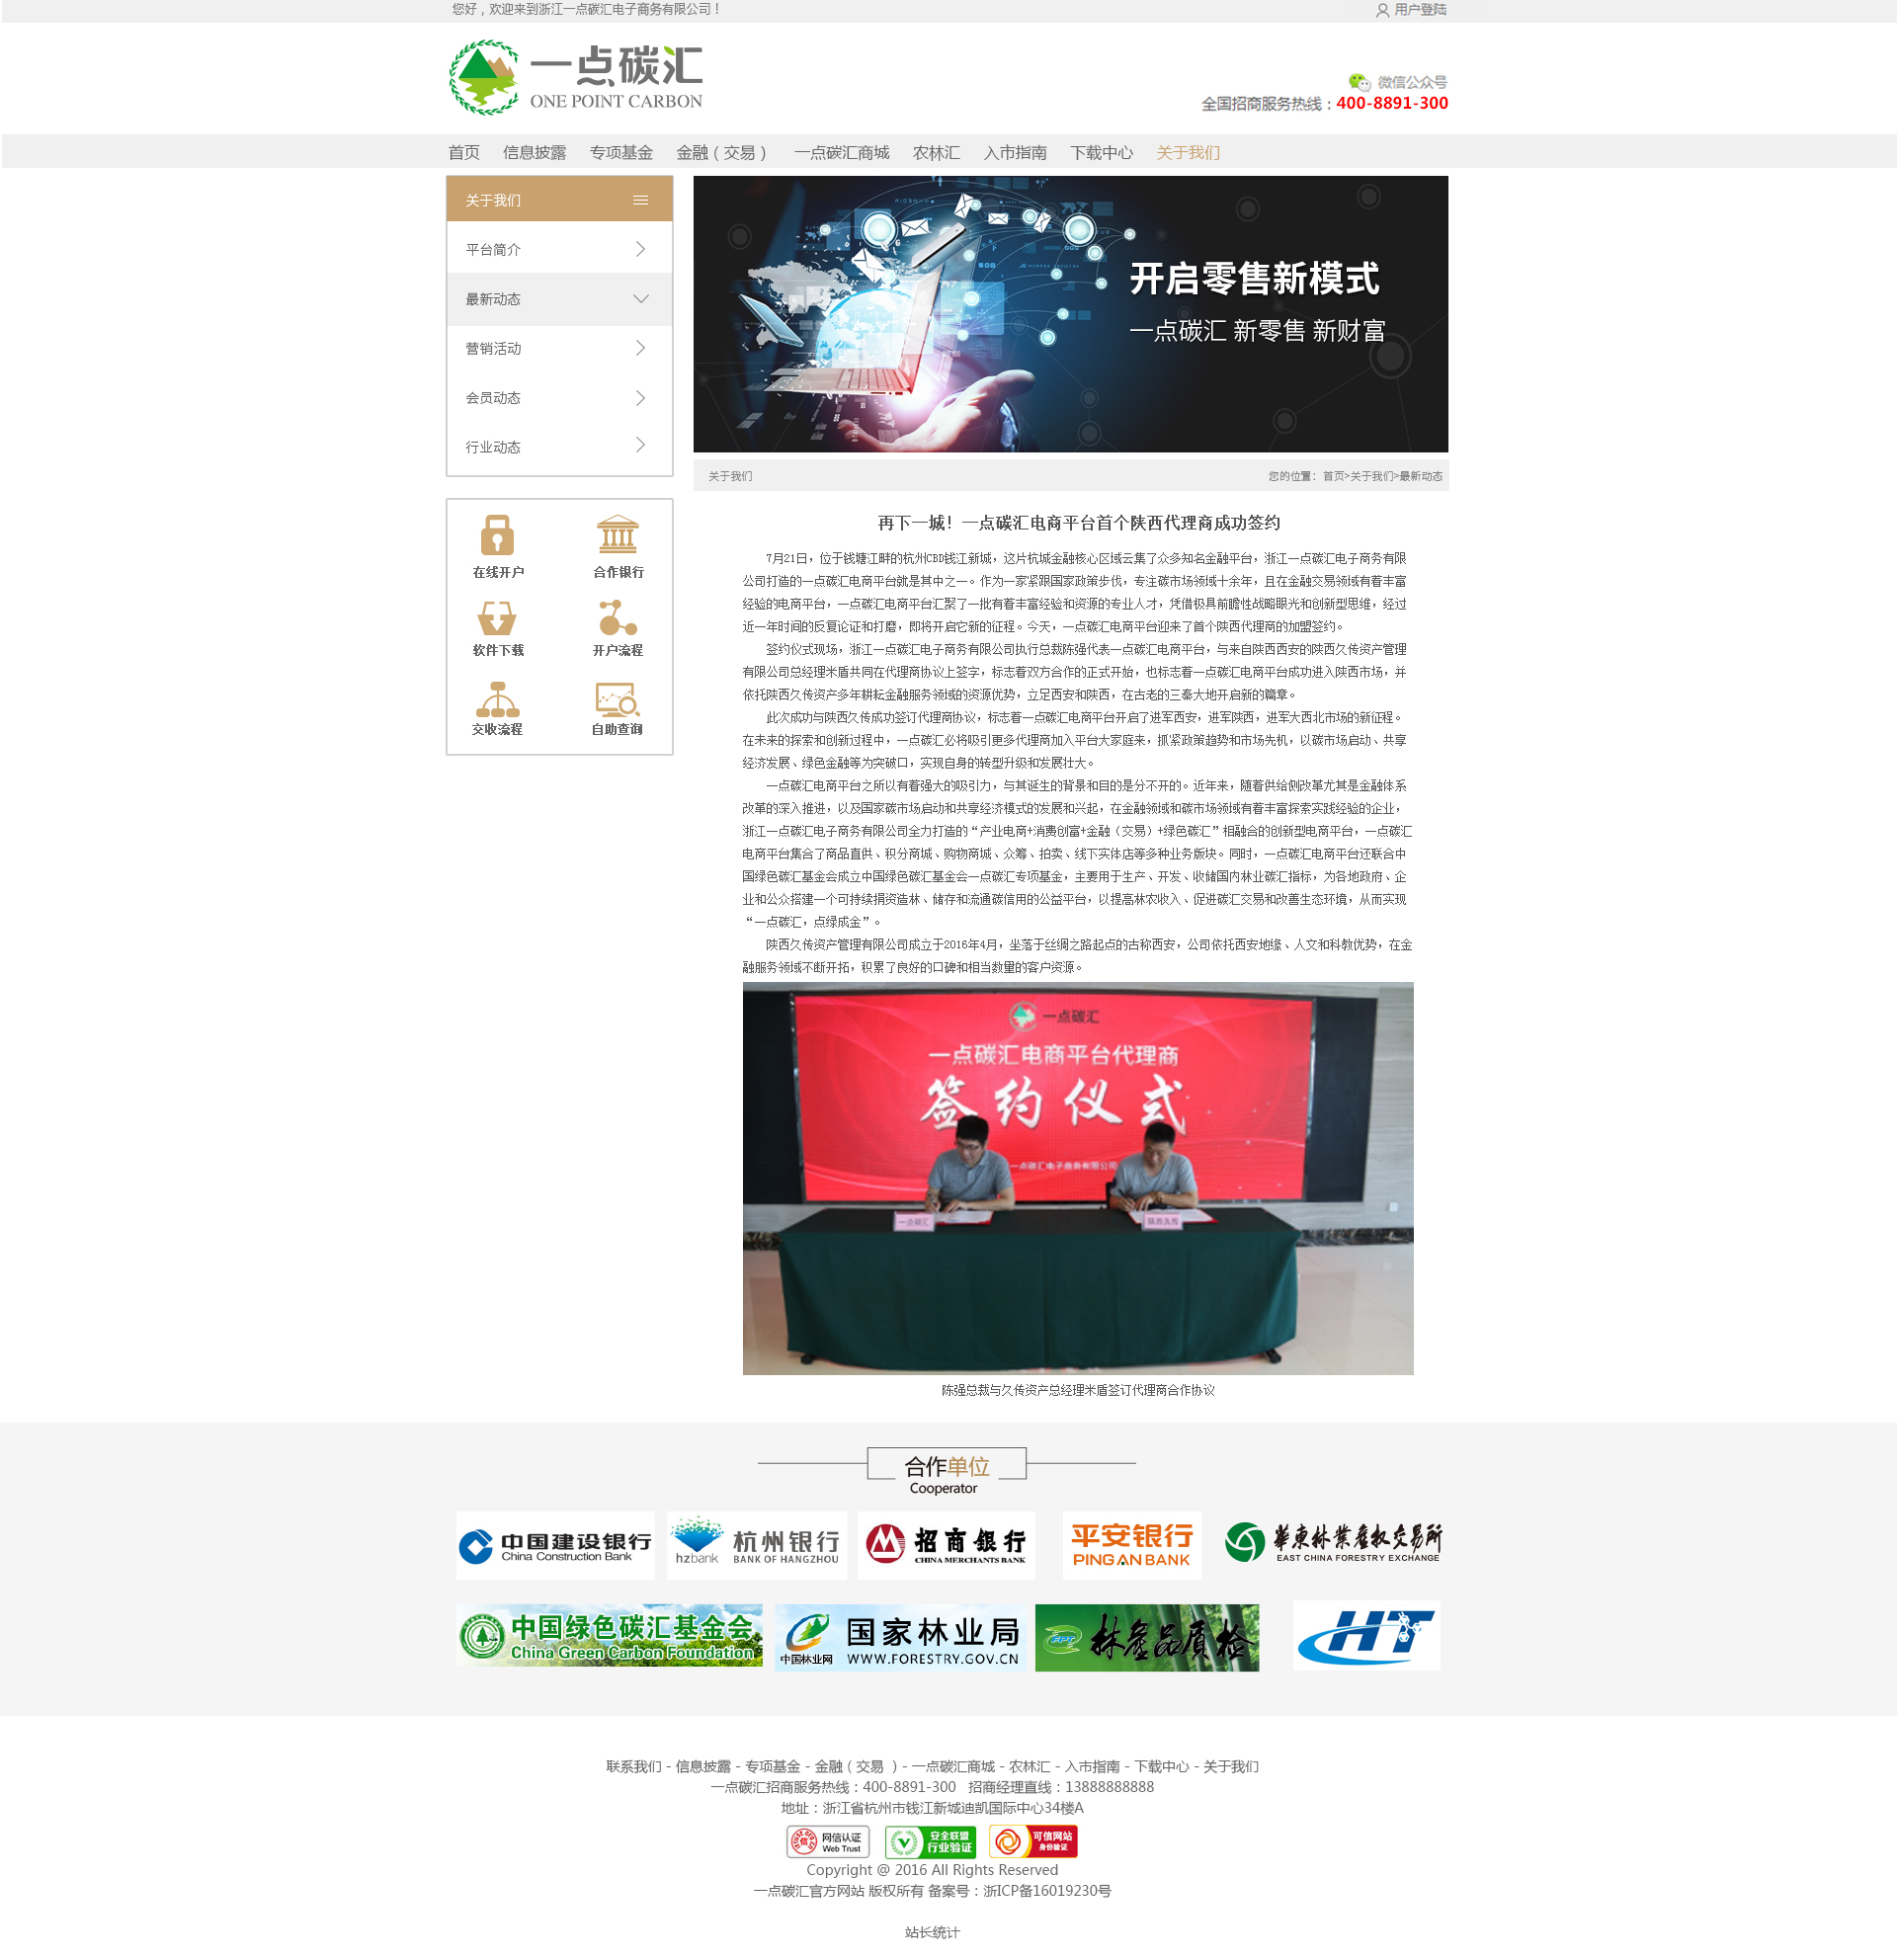 您好，欢迎来到浙江一点碳汇电子商务有限公司！
用户登陆
一点碳汇
ONE POINT CARBON
微信公众号
全国招商服务热线：400-8891-300
首页 信息披露 专项基金 金融（交易） 一点碳汇商城 农林汇 入市指南 下载中心 关于我们
关于我们
平台简介
最新动态
营销活动
会员动态
行业动态
在线开户 合作银行
软件下载 开户流程
交收流程 自助查询
开启零售新模式
一点碳汇 新零售 新财富
关于我们
您的位置：首页>关于我们>最新动态
再下一城！一点碳汇电商平台首个陕西代理商成功签约
7月21日，位于钱塘江畔的杭州CBD钱江新城，这片杭城金融核心区域云集了众多知名金融平台，浙江一点碳汇电子商务有限
公司打造的一点碳汇电商平台就是其中之一。作为一家紧跟国家政策步伐，专注碳市场领域十余年，且在金融交易领域有着丰富
经验的电商平台，一点碳汇电商平台汇聚了一批有着丰富经验和资源的专业人才，凭借极具前瞻性战略眼光和创新型思维，经过
近一年时间的反复论证和打磨，即将开启它新的征程。今天，一点碳汇电商平台迎来了首个陕西代理商的加盟签约。
签约仪式现场，浙江一点碳汇电子商务有限公司执行总裁陈强代表一点碳汇电商平台，与来自陕西西安的陕西久传资产管理
有限公司总经理米盾共同在代理商协议上签字，标志着双方合作的正式开始，也标志着一点碳汇电商平台成功进入陕西市场，并
依托陕西久传资产多年耕耘金融服务领域的资源优势，立足西安和陕西，在古老的三秦大地开启新的篇章。
此次成功与陕西久传成功签订代理商协议，标志着一点碳汇电商平台开启了进军西安，进军陕西，进军大西北市场的新征程。
在未来的探索和创新过程中，一点碳汇必将吸引更多代理商加入平台大家庭来，抓紧政策趋势和市场先机，以碳市场启动、共享
经济发展、绿色金融等为突破口，实现自身的转型升级和发展壮大。
一点碳汇电商平台之所以有着强大的吸引力，与其诞生的背景和目的是分不开的。近年来，随着供给侧改革尤其是金融体系
改革的深入推进，以及国家碳市场启动和共享经济模式的发展和兴起，在金融领域和碳市场领域有着丰富探索实践经验的企业，
浙江一点碳汇电子商务有限公司全力打造的“产业电商+消费创富+金融（交易）+绿色碳汇”相融合的创新型电商平台，一点碳汇
电商平台集合了商品直供、积分商城、购物商城、众筹、拍卖、线下实体店等多种业务版块。同时，一点碳汇电商平台还联合中
国绿色碳汇基金会成立中国绿色碳汇基金会一点碳汇专项基金，主要用于生产、开发、收储国内林业碳汇指标，为各地政府、企
业和公众搭建一个可持续捐资造林、储存和流通碳信用的公益平台，以提高林农收入、促进碳汇交易和改善生态环境，从而实现
“一点碳汇，点绿成金”。
陕西久传资产管理有限公司成立于2016年4月，坐落于丝绸之路起点的古称西安，公司依托西安地缘、人文和科教优势，在金
融服务领域不断开拓，积累了良好的口碑和相当数量的客户资源。
一点碳汇
一点碳汇电商平台代理商
签约仪式
一点碳汇电子商务有限公司
一点碳汇 陕西久传
陈强总裁与久传资产总经理米盾签订代理商合作协议
合作单位
Cooperator
中国建设银行
China Construction Bank
hzbank
杭州银行
BANK OF HANGZHOU
招商银行
CHINA MERCHANTS BANK
平安银行
PING AN BANK
華東林業產权交易所
EAST CHINA FORESTRY EXCHANGE
中国绿色碳汇基金会
China Green Carbon Foundation
中国林业网
国家林业局
WWW.FORESTRY.GOV.CN
FPT
林产品质检
HT
联系我们 - 信息披露 - 专项基金 - 金融（交易 ）- 一点碳汇商城 - 农林汇 - 入市指南 - 下载中心 - 关于我们
一点碳汇招商服务热线：400-8891-300 招商经理直线：13888888888
地址：浙江省杭州市钱江新城迪凯国际中心34楼A
网信认证
Web Trust
安全联盟
行业验证
可信网站
身份验证
Copyright @ 2016 All Rights Reserved
一点碳汇官方网站 版权所有 备案号：浙ICP备16019230号
站长统计